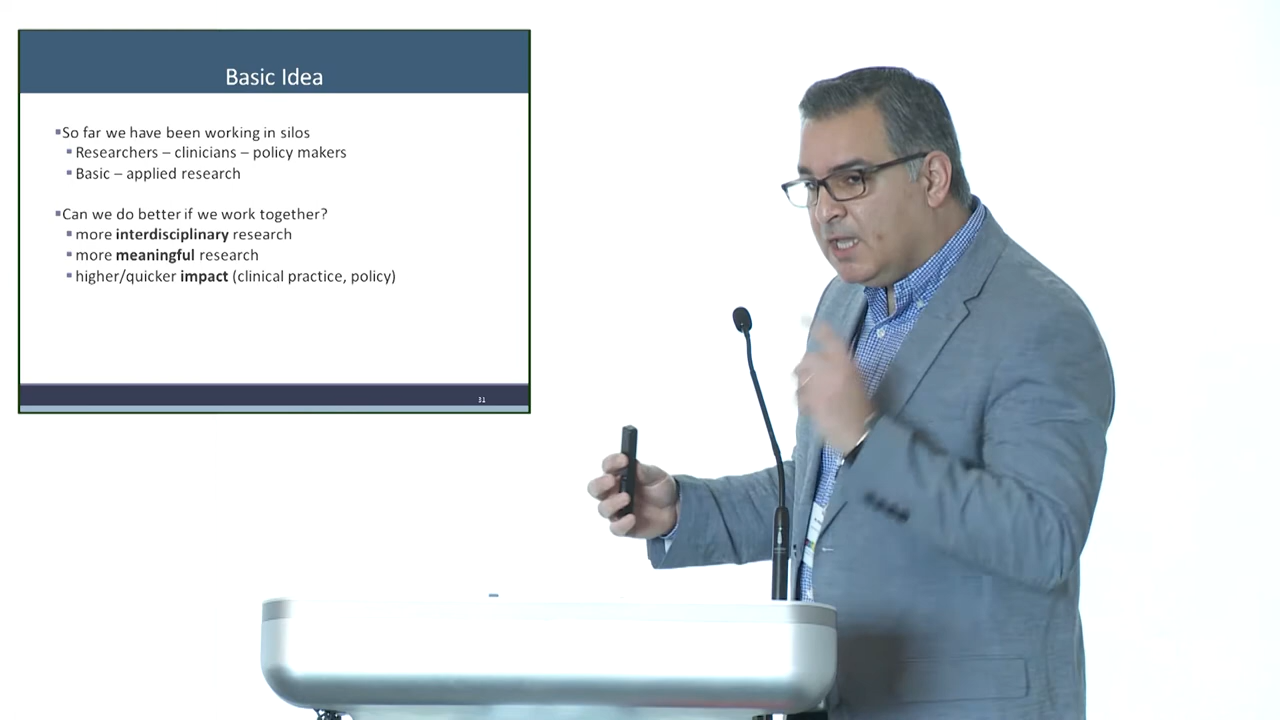 Basic Idea
▪So far we have been working in silos
▪Researchers – clinicians – policy makers
▪Basic – applied research
▪Can we do better if we work together?
▪more interdisciplinary research
▪more meaningful research
▪higher/quicker impact (clinical practice, policy)
31